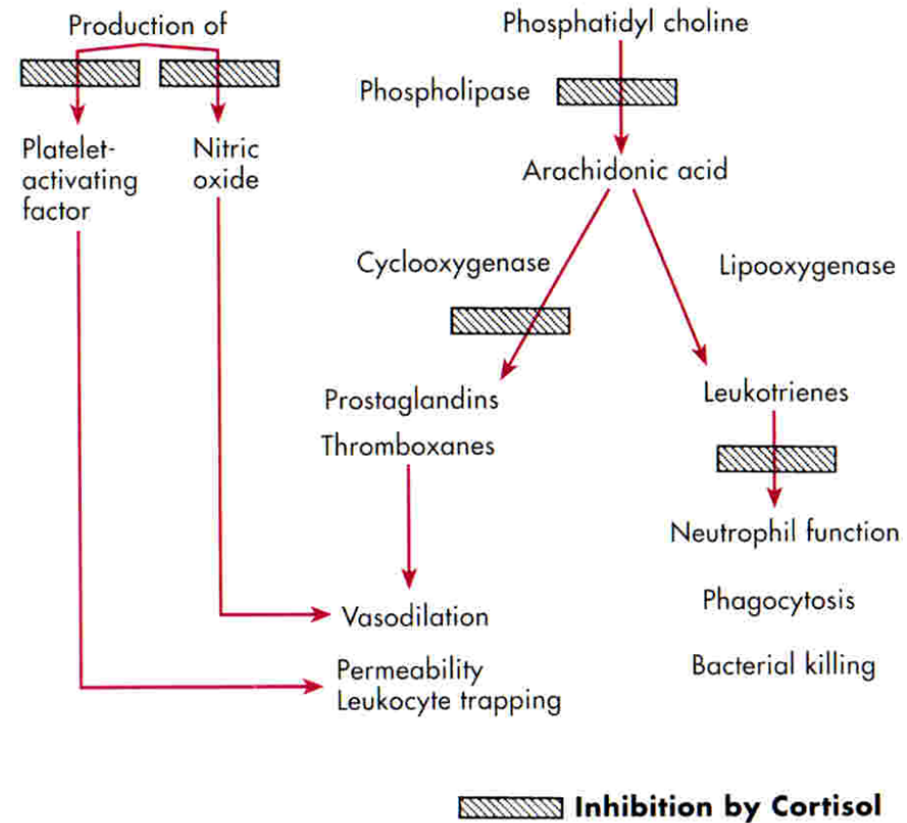 Production of
Phosphatidyl choline
Phospholipase
Platelet-
activating
factor
Nitric
oxide
Arachidonic acid
Cyclooxygenase
Lipooxygenase
Prostaglandins
Thromboxanes
Leukotrienes
Neutrophil function
Vasodilation
Phagocytosis
Permeability
Leukocyte trapping
Bacterial killing
Inhibition by Cortisol